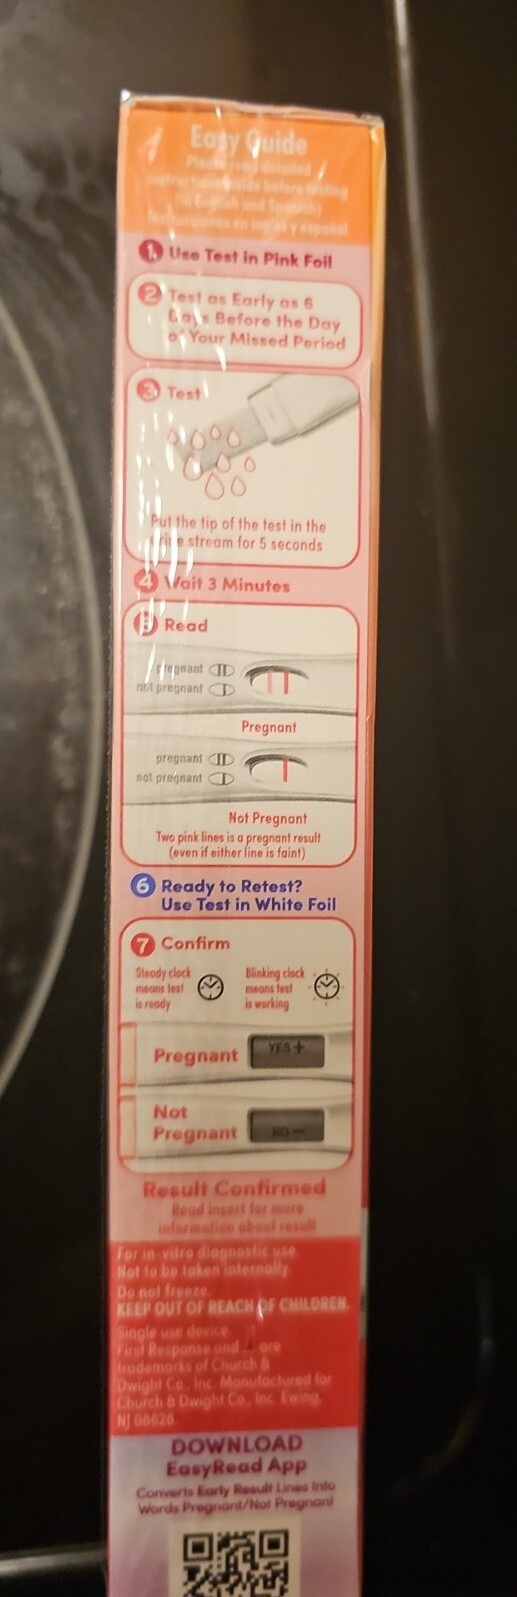 Easy Guide
Please read detailed
instructions inside before testing
(in English and Spanish)
Instrucciones en inglés y español
1. Use Test in Pink Foil
2 Test as Early as 6
Days Before the Day
of Your Missed Period
3 Test
Put the tip of the test in the
urine stream for 5 seconds
4 Wait 3 Minutes
5 Read
pregnant
not pregnant
Pregnant
pregnant
not pregnant
Not Pregnant
Two pink lines is a pregnant result
(even if either line is faint)
6 Ready to Retest?
Use Test in White Foil
7 Confirm
Steady clock
means test
is ready
Blinking clock
means test
is working
Pregnant YES+
Not
Pregnant NO−
Result Confirmed
Read insert for more
information about result
For in-vitro diagnostic use.
Not to be taken internally.
Do not freeze.
KEEP OUT OF REACH OF CHILDREN.
Single use device.
First Response and are
trademarks of Church &
Dwight Co., Inc. Manufactured for
Church & Dwight Co., Inc. Ewing,
NJ 08628.
DOWNLOAD
EasyRead App
Converts Early Result Lines Into
Words Pregnant/Not Pregnant